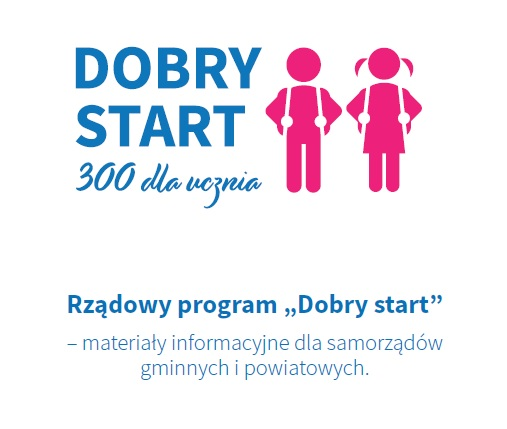 DOBRY
START
300 dla ucznia
Rządowy program „Dobry start”
– materiały informacyjne dla samorządów
gminnych i powiatowych.